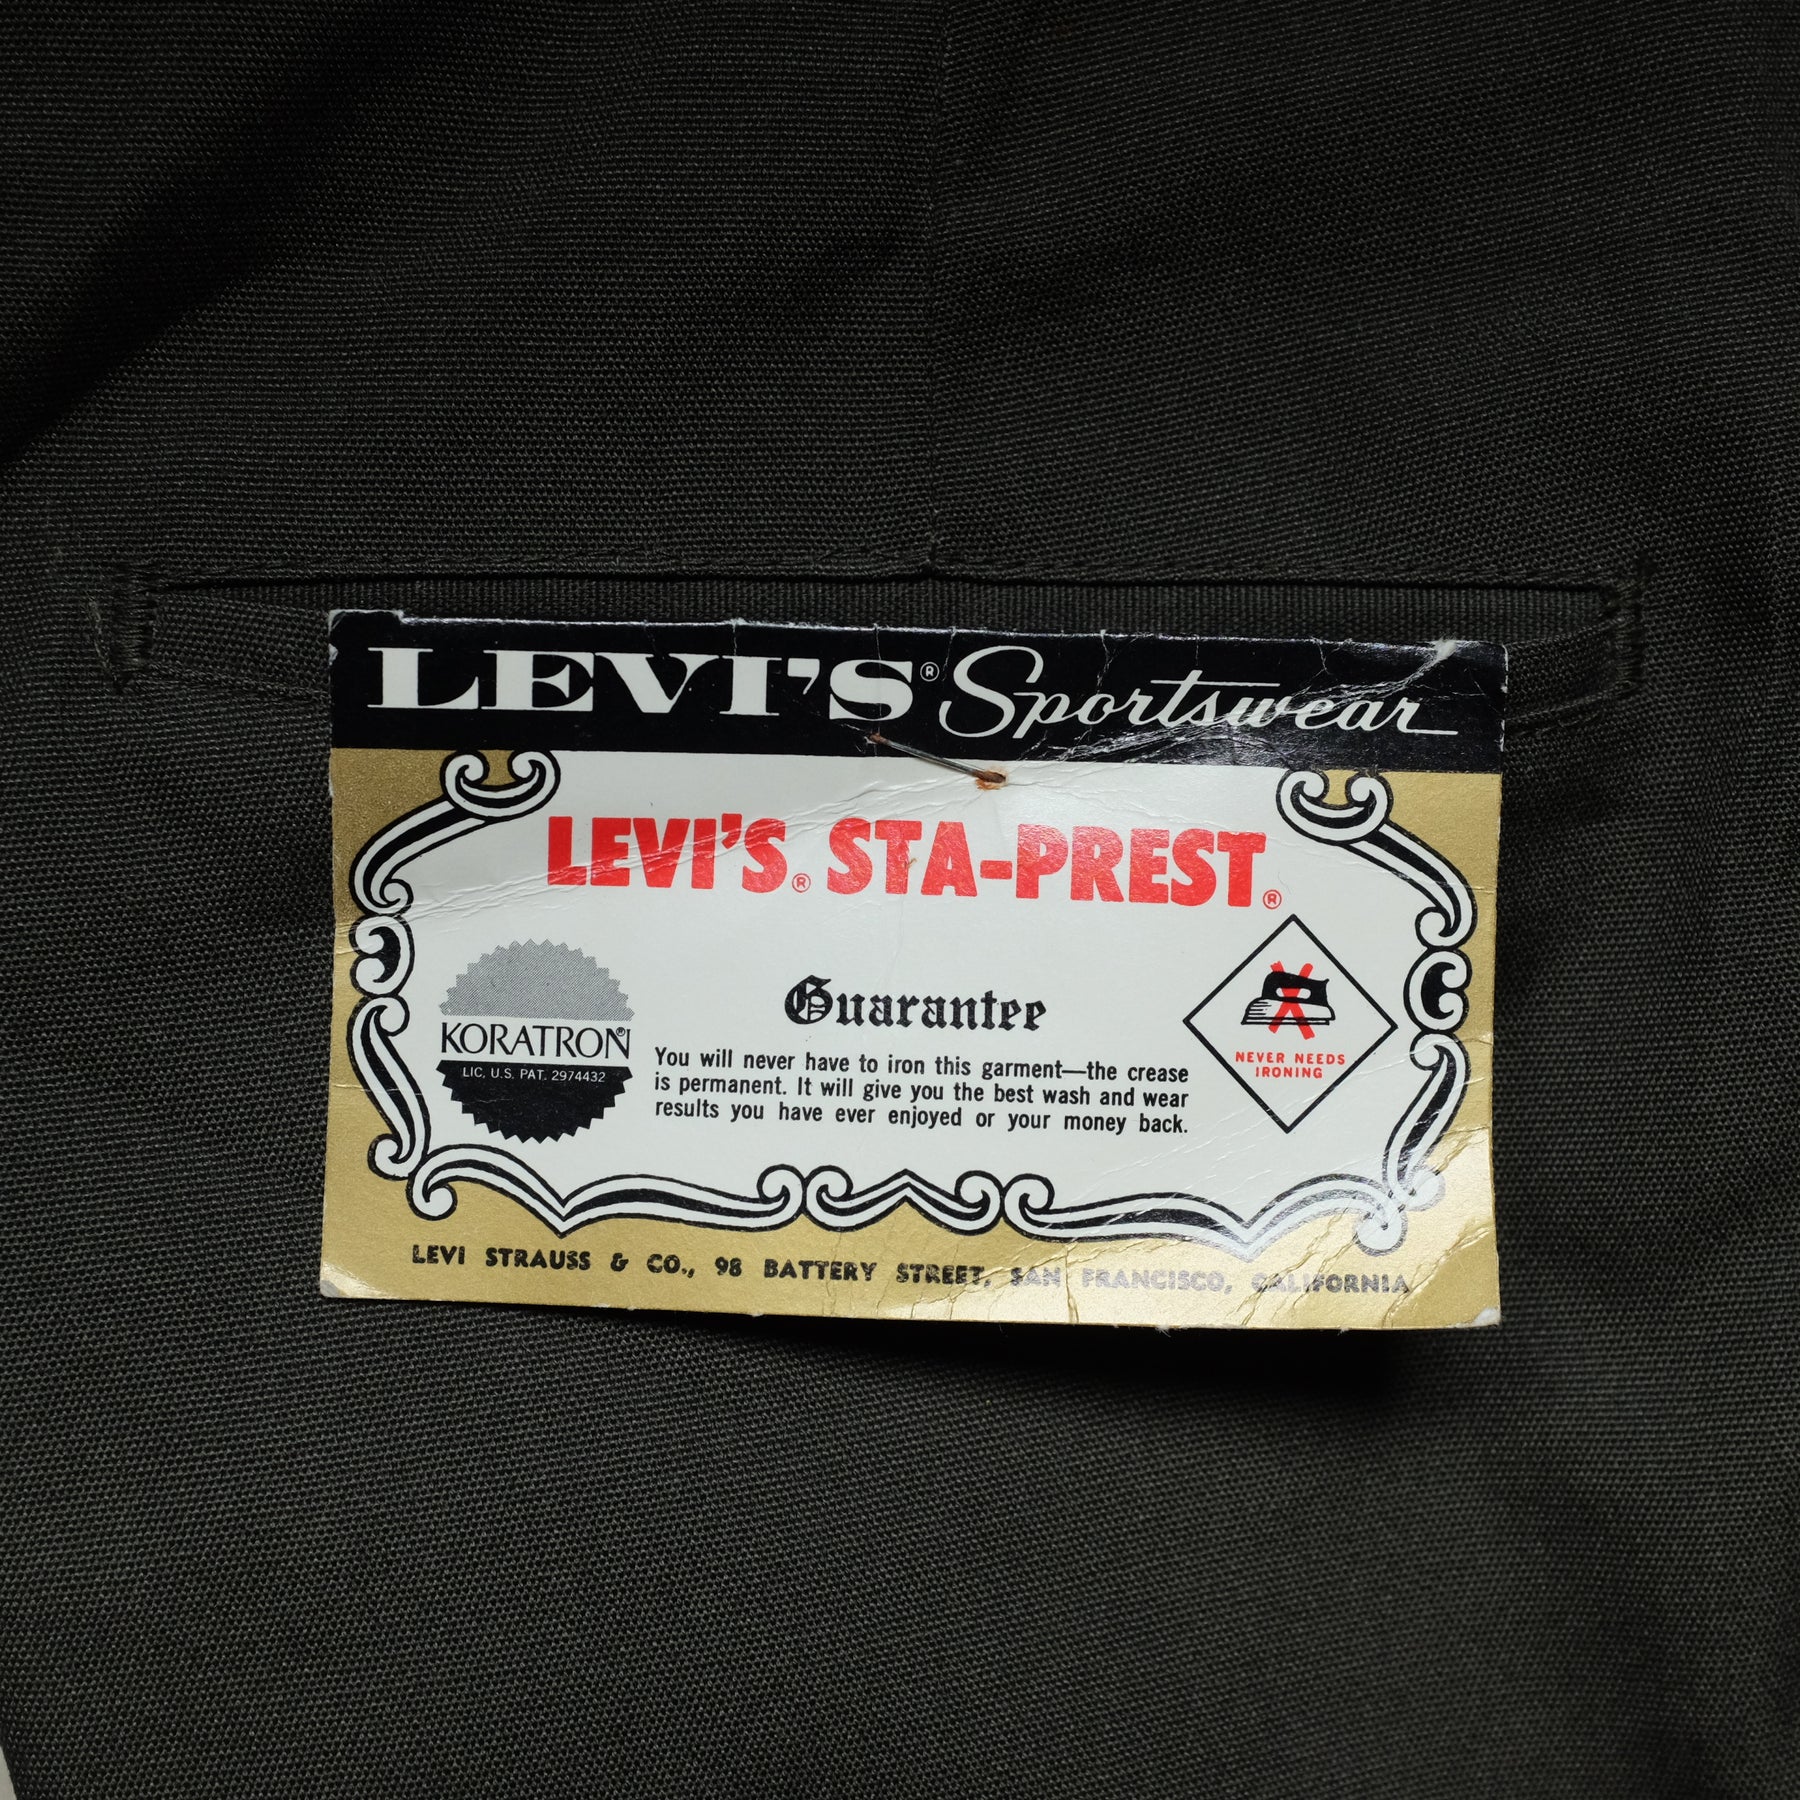 LEVI'S® Sportswear
LEVI'S® STA-PREST®
KORATRON®
LIC. U.S. PAT. 2974432
Guarantee
You will never have to iron this garment—the crease
is permanent. It will give you the best wash and wear
results you have ever enjoyed or your money back.
NEVER NEEDS
IRONING
LEVI STRAUSS & CO., 98 BATTERY STREET, SAN FRANCISCO, CALIFORNIA